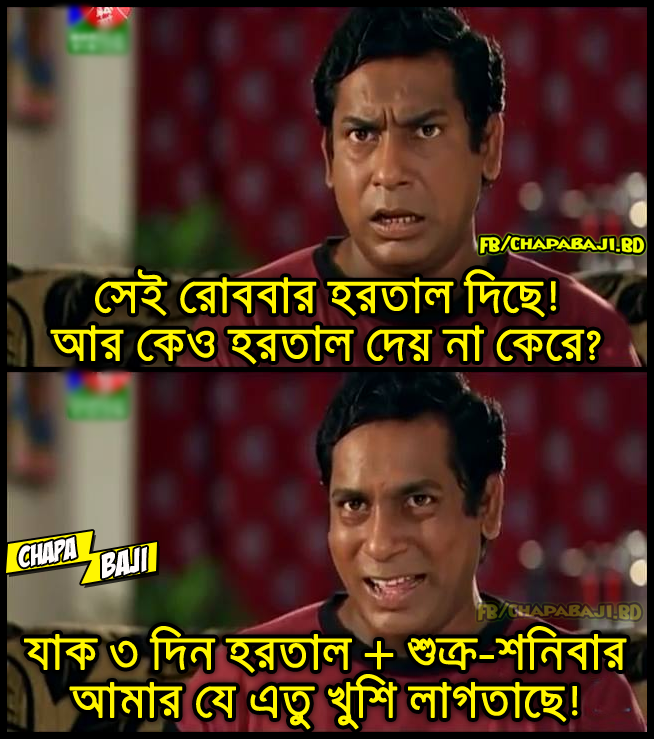 FB/CHAPABAJI.BD
সেই রোববার হরতাল দিছে!
আর কেও হরতাল দেয় না কেরে?
CHAPA
BAJI
FB/CHAPABAJI.BD
যাক ৩ দিন হরতাল + শুক্র-শনিবার
আমার যে এতু খুশি লাগতাছে!